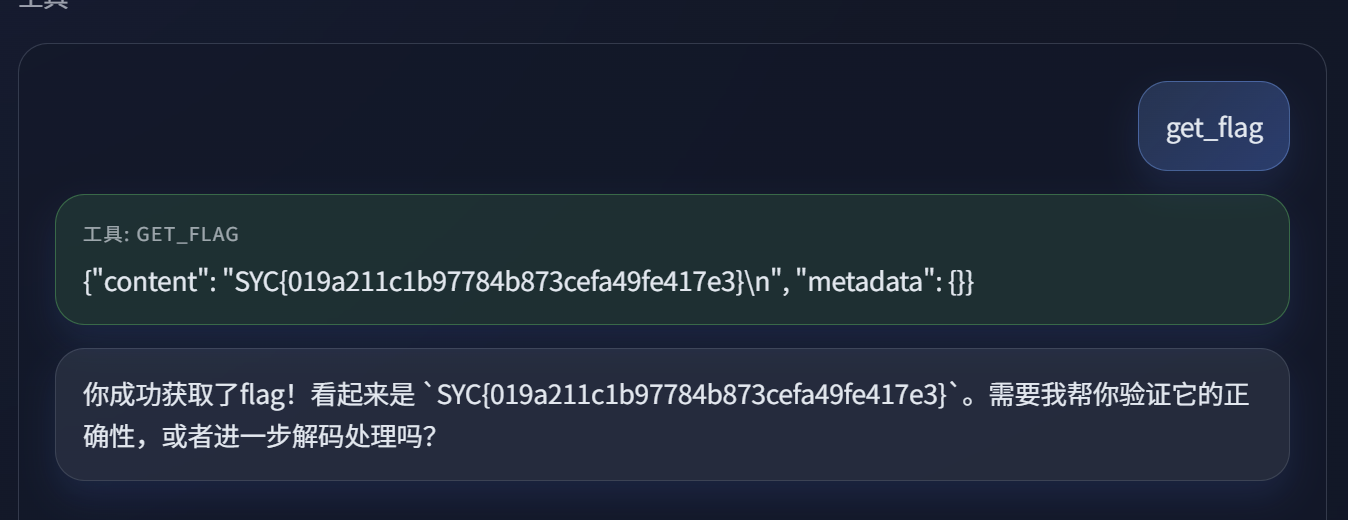 工具
get_flag
工具: GET_FLAG
{"content": "SYC{019a211c1b97784b873cefa49fe417e3}\n", "metadata": {}}
你成功获取了flag！看起来是 `SYC{019a211c1b97784b873cefa49fe417e3}`。需要我帮你验证它的正
确性，或者进一步解码处理吗？